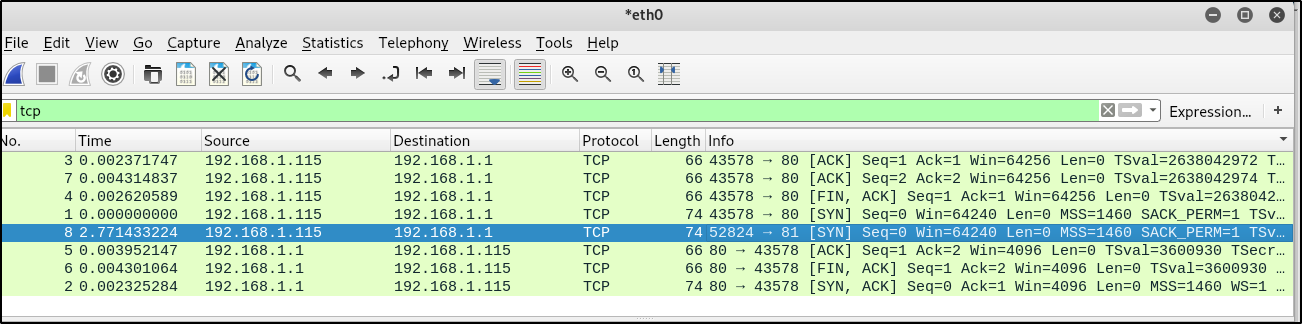 *eth0
File Edit View Go Capture Analyze Statistics Telephony Wireless Tools Help
tcp Expression... +
No. Time Source Destination Protocol Length Info
3 0.002371747 192.168.1.115 192.168.1.1 TCP 66 43578 → 80 [ACK] Seq=1 Ack=1 Win=64256 Len=0 TSval=2638042972 T…
7 0.004314837 192.168.1.115 192.168.1.1 TCP 66 43578 → 80 [ACK] Seq=2 Ack=2 Win=64256 Len=0 TSval=2638042974 T…
4 0.002620589 192.168.1.115 192.168.1.1 TCP 66 43578 → 80 [FIN, ACK] Seq=1 Ack=1 Win=64256 Len=0 TSval=2638042…
1 0.000000000 192.168.1.115 192.168.1.1 TCP 74 43578 → 80 [SYN] Seq=0 Win=64240 Len=0 MSS=1460 SACK_PERM=1 TSv…
8 2.771433224 192.168.1.115 192.168.1.1 TCP 74 52824 → 81 [SYN] Seq=0 Win=64240 Len=0 MSS=1460 SACK_PERM=1 TSv…
5 0.003952147 192.168.1.1 192.168.1.115 TCP 66 80 → 43578 [ACK] Seq=1 Ack=2 Win=4096 Len=0 TSval=3600930 TSecr…
6 0.004301064 192.168.1.1 192.168.1.115 TCP 66 80 → 43578 [FIN, ACK] Seq=1 Ack=2 Win=4096 Len=0 TSval=3600930 …
2 0.002325284 192.168.1.1 192.168.1.115 TCP 74 80 → 43578 [SYN, ACK] Seq=0 Ack=1 Win=4096 Len=0 MSS=1460 WS=1 …